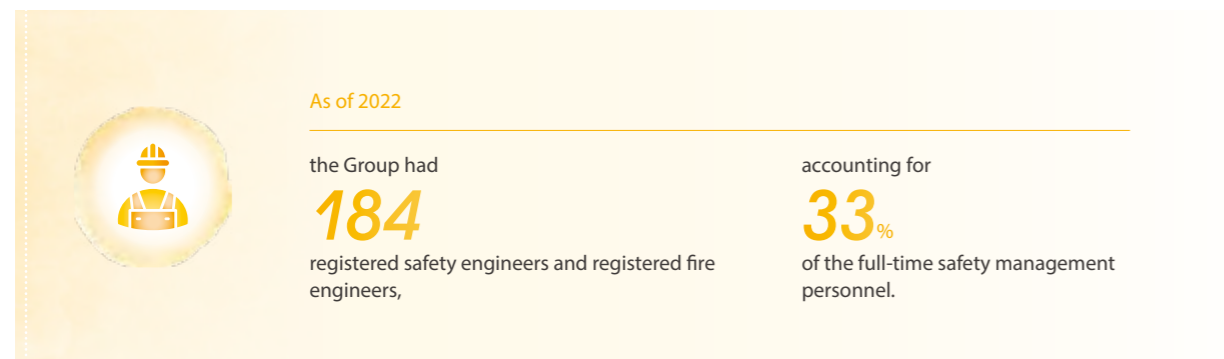 As of 2022
the Group had
184
registered safety engineers and registered fire
engineers,
accounting for
33%
of the full-time safety management
personnel.